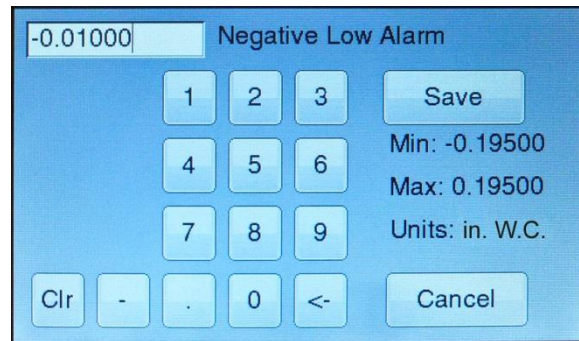 -0.01000 Negative Low Alarm
1 2 3 Save
Min: -0.19500
4 5 6
Max: 0.19500
7 8 9 Units: in. W.C.
Clr - . 0 <- Cancel